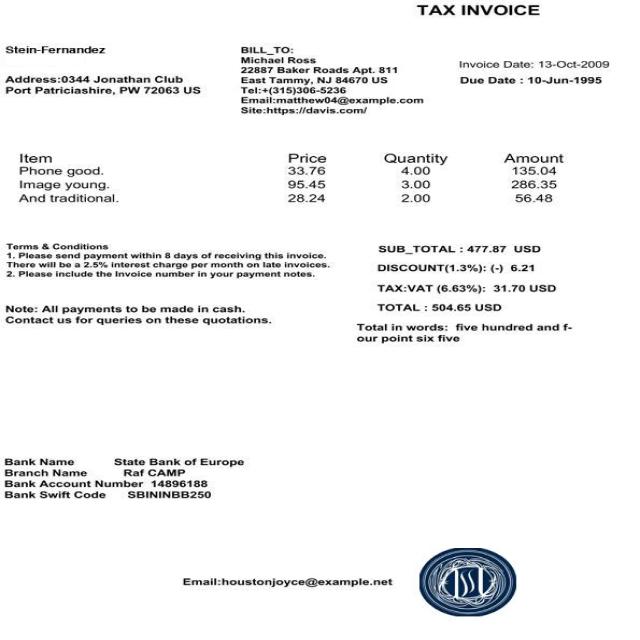 TAX INVOICE
Stein-Fernandez
Address:0344 Jonathan Club
Port Patriciashire, PW 72063 US
BILL_TO:
Michael Ross
22887 Baker Roads Apt. 811
East Tammy, NJ 84670 US
Tel:+(315)306-5236
Email:matthew04@example.com
Site:https://davis.com/
Invoice Date: 13-Oct-2009
Due Date : 10-Jun-1995
Item Price Quantity Amount
Phone good. 33.76 4.00 135.04
Image young. 95.45 3.00 286.35
And traditional. 28.24 2.00 56.48
Terms & Conditions
1. Please send payment within 8 days of receiving this invoice.
There will be a 2.5% interest charge per month on late invoices.
2. Please include the Invoice number in your payment notes.
SUB_TOTAL : 477.87 USD
DISCOUNT(1.3%): (-) 6.21
TAX:VAT (6.63%): 31.70 USD
TOTAL : 504.65 USD
Note: All payments to be made in cash.
Contact us for queries on these quotations.
Total in words: five hundred and f-
our point six five
Bank Name State Bank of Europe
Branch Name Raf CAMP
Bank Account Number 14896188
Bank Swift Code SBININBB250
Email:houstonjoyce@example.net